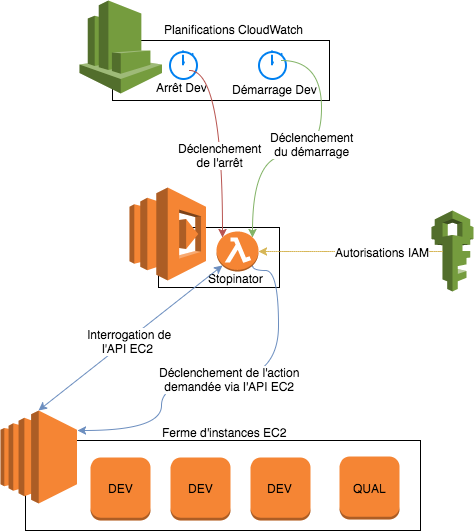 Planifications CloudWatch
Arrêt Dev
Démarrage Dev
Déclenchement
de l'arrêt
Déclenchement
du démarrage
Autorisations IAM
Stopinator
Interrogation de
l'API EC2
Déclenchement de l'action
demandée via l'API EC2
Ferme d'instances EC2
DEV
DEV
DEV
QUAL